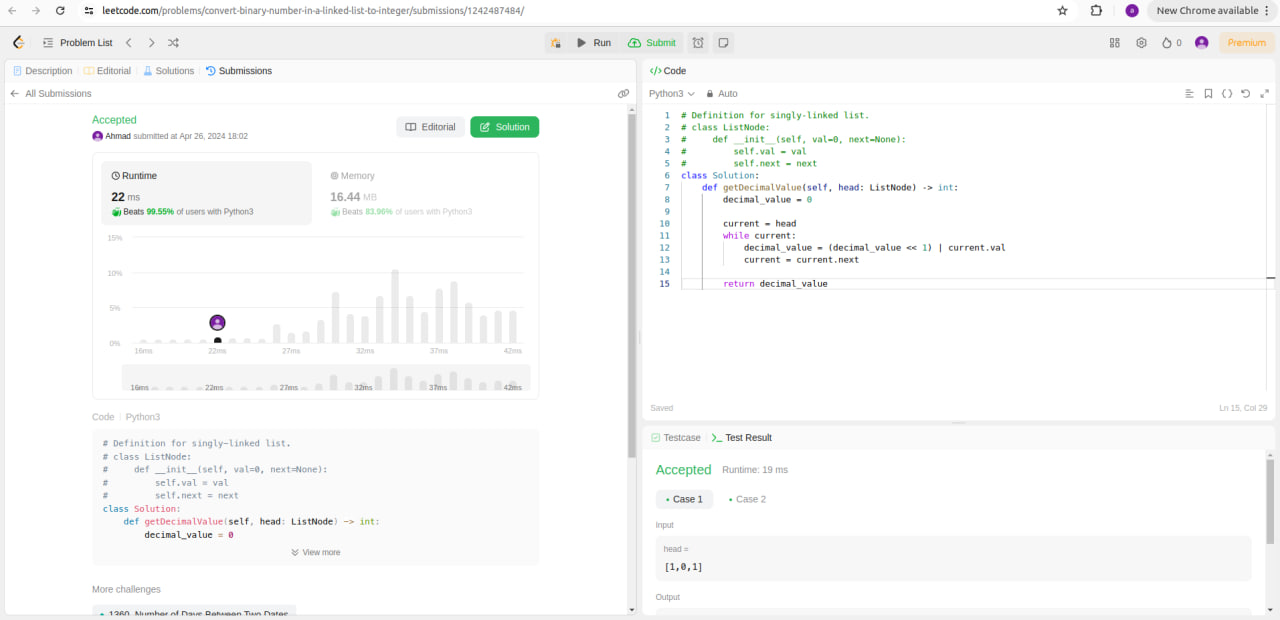 leetcode.com/problems/convert-binary-number-in-a-linked-list-to-integer/submissions/1242487484/
New Chrome available
Problem List
Run
Submit
0
Premium
Description
Editorial
Solutions
Submissions
All Submissions
Accepted
Ahmad submitted at Apr 26, 2024 18:02
Editorial
Solution
Runtime
22 ms
Beats 99.55% of users with Python3
Memory
16.44 MB
Beats 83.96% of users with Python3
15%
10%
5%
0%
16ms 22ms 27ms 32ms 37ms 42ms
16ms 22ms 27ms 32ms 37ms 42ms
Code Python3
# Definition for singly-linked list.
# class ListNode:
#     def __init__(self, val=0, next=None):
#         self.val = val
#         self.next = next
class Solution:
    def getDecimalValue(self, head: ListNode) -> int:
        decimal_value = 0
View more
More challenges
1360. Number of Days Between Two Dates
Code
Python3
Auto
1 # Definition for singly-linked list.
2 # class ListNode:
3 #     def __init__(self, val=0, next=None):
4 #         self.val = val
5 #         self.next = next
6 class Solution:
7     def getDecimalValue(self, head: ListNode) -> int:
8         decimal_value = 0
9
10         current = head
11         while current:
12             decimal_value = (decimal_value << 1) | current.val
13             current = current.next
14
15         return decimal_value
Saved
Ln 15, Col 29
Testcase
Test Result
Accepted
Runtime: 19 ms
Case 1
Case 2
Input
head =
[1,0,1]
Output